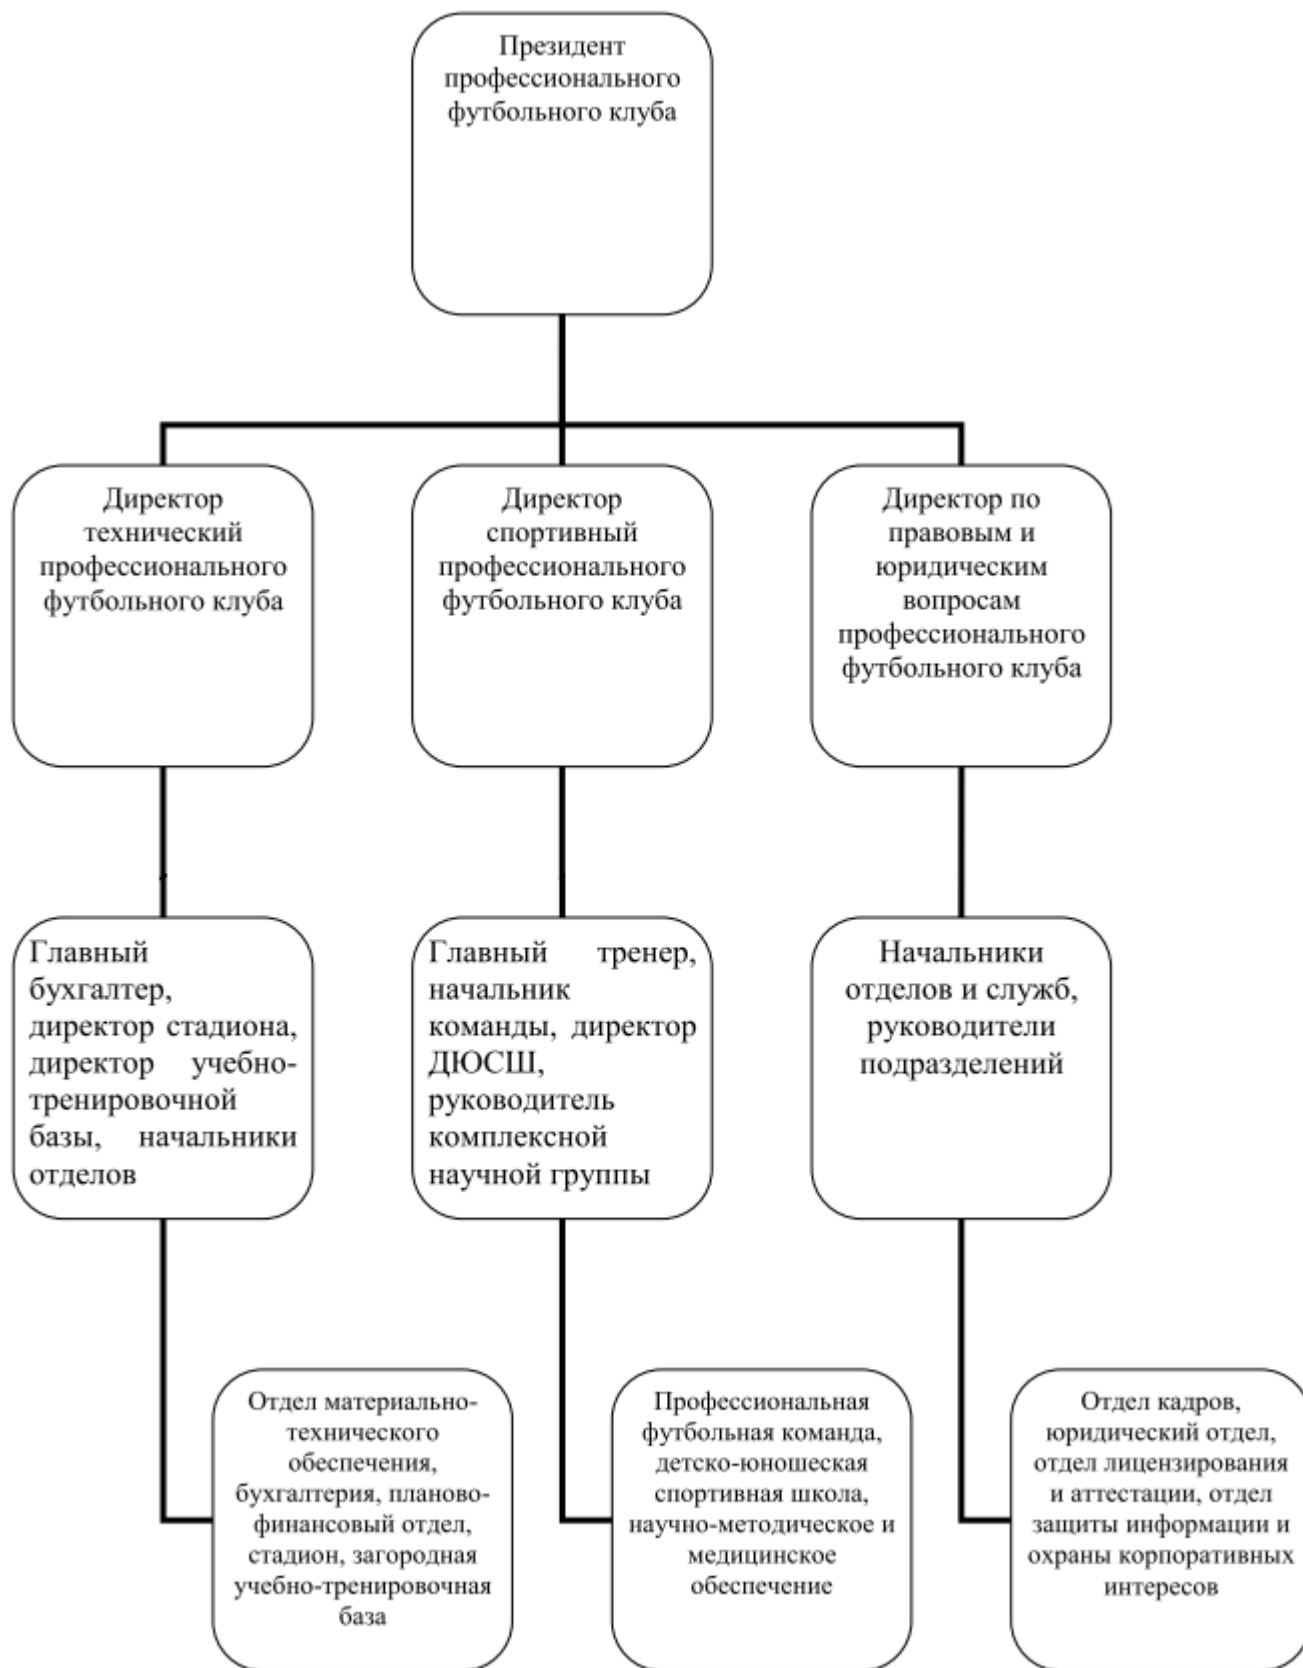 Президент
профессионального
футбольного клуба
Директор
технический
профессионального
футбольного клуба
Директор
спортивный
профессионального
футбольного клуба
Директор по
правовым и
юридическим
вопросам
профессионального
футбольного клуба
Главный
бухгалтер,
директор стадиона,
директор учебно-
тренировочной
базы, начальники
отделов
Главный тренер,
начальник
команды, директор
ДЮСШ,
руководитель
комплексной
научной группы
Начальники
отделов и служб,
руководители
подразделений
Отдел материально-
технического
обеспечения,
бухгалтерия, планово-
финансовый отдел,
стадион, загородная
учебно-тренировочная
база
Профессиональная
футбольная команда,
детско-юношеская
спортивная школа,
научно-методическое и
медицинское
обеспечение
Отдел кадров,
юридический отдел,
отдел лицензирования
и аттестации, отдел
защиты информации и
охраны корпоративных
интересов